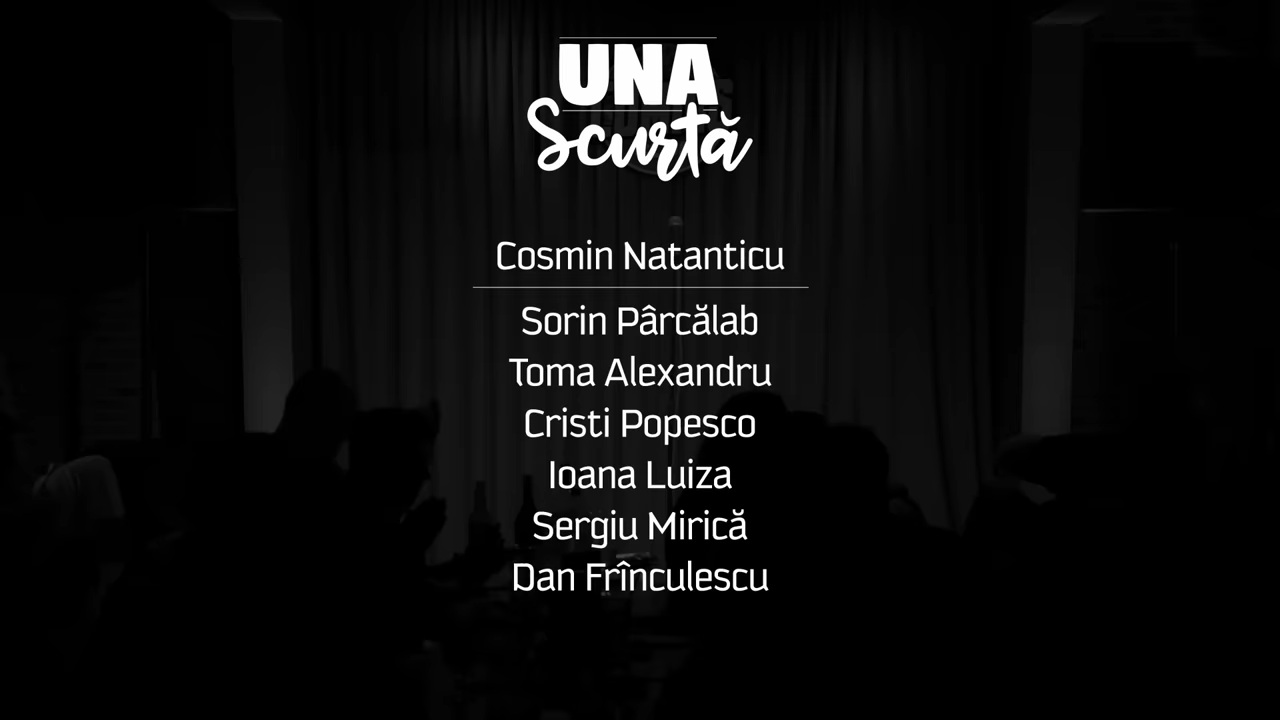 UNA
Scurtă
Cosmin Natanticu
Sorin Pârcălab
Toma Alexandru
Cristi Popesco
Ioana Luiza
Sergiu Mirică
Dan Frînculescu